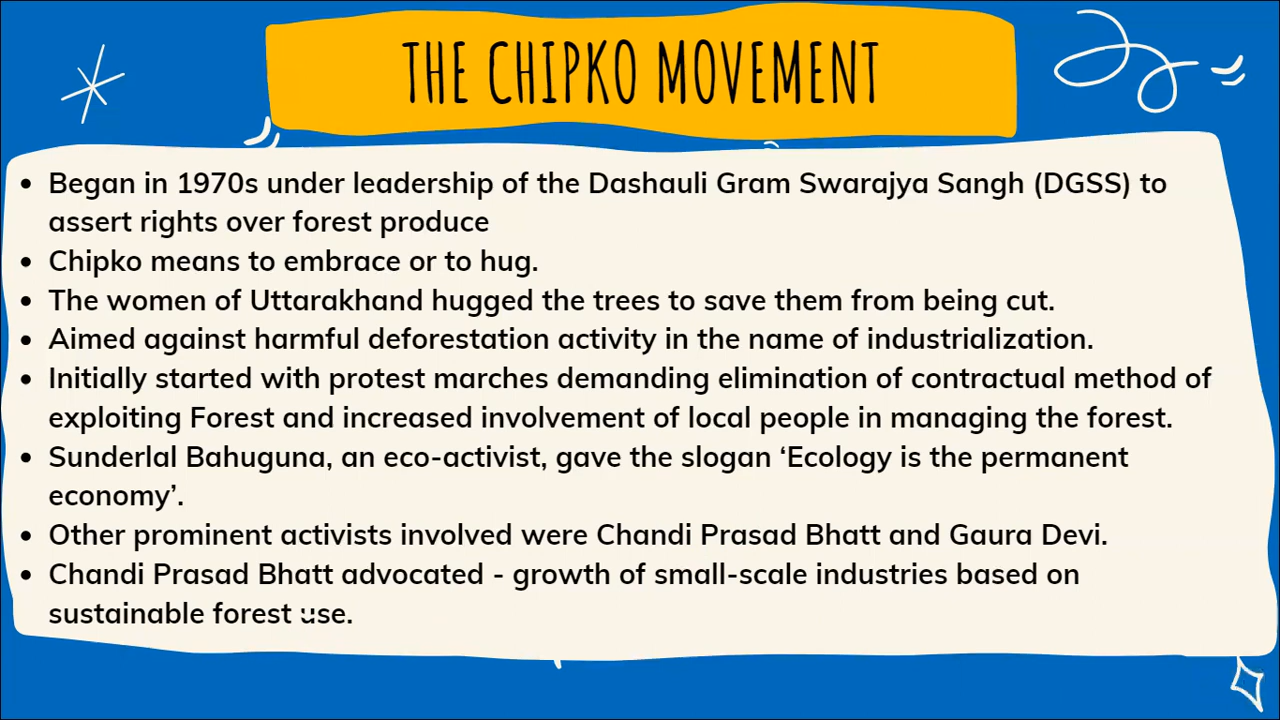 THE CHIPKO MOVEMENT
• Began in 1970s under leadership of the Dashauli Gram Swarajya Sangh (DGSS) to
assert rights over forest produce
• Chipko means to embrace or to hug.
• The women of Uttarakhand hugged the trees to save them from being cut.
• Aimed against harmful deforestation activity in the name of industrialization.
• Initially started with protest marches demanding elimination of contractual method of
exploiting Forest and increased involvement of local people in managing the forest.
• Sunderlal Bahuguna, an eco-activist, gave the slogan ‘Ecology is the permanent
economy’.
• Other prominent activists involved were Chandi Prasad Bhatt and Gaura Devi.
• Chandi Prasad Bhatt advocated - growth of small-scale industries based on
sustainable forest use.